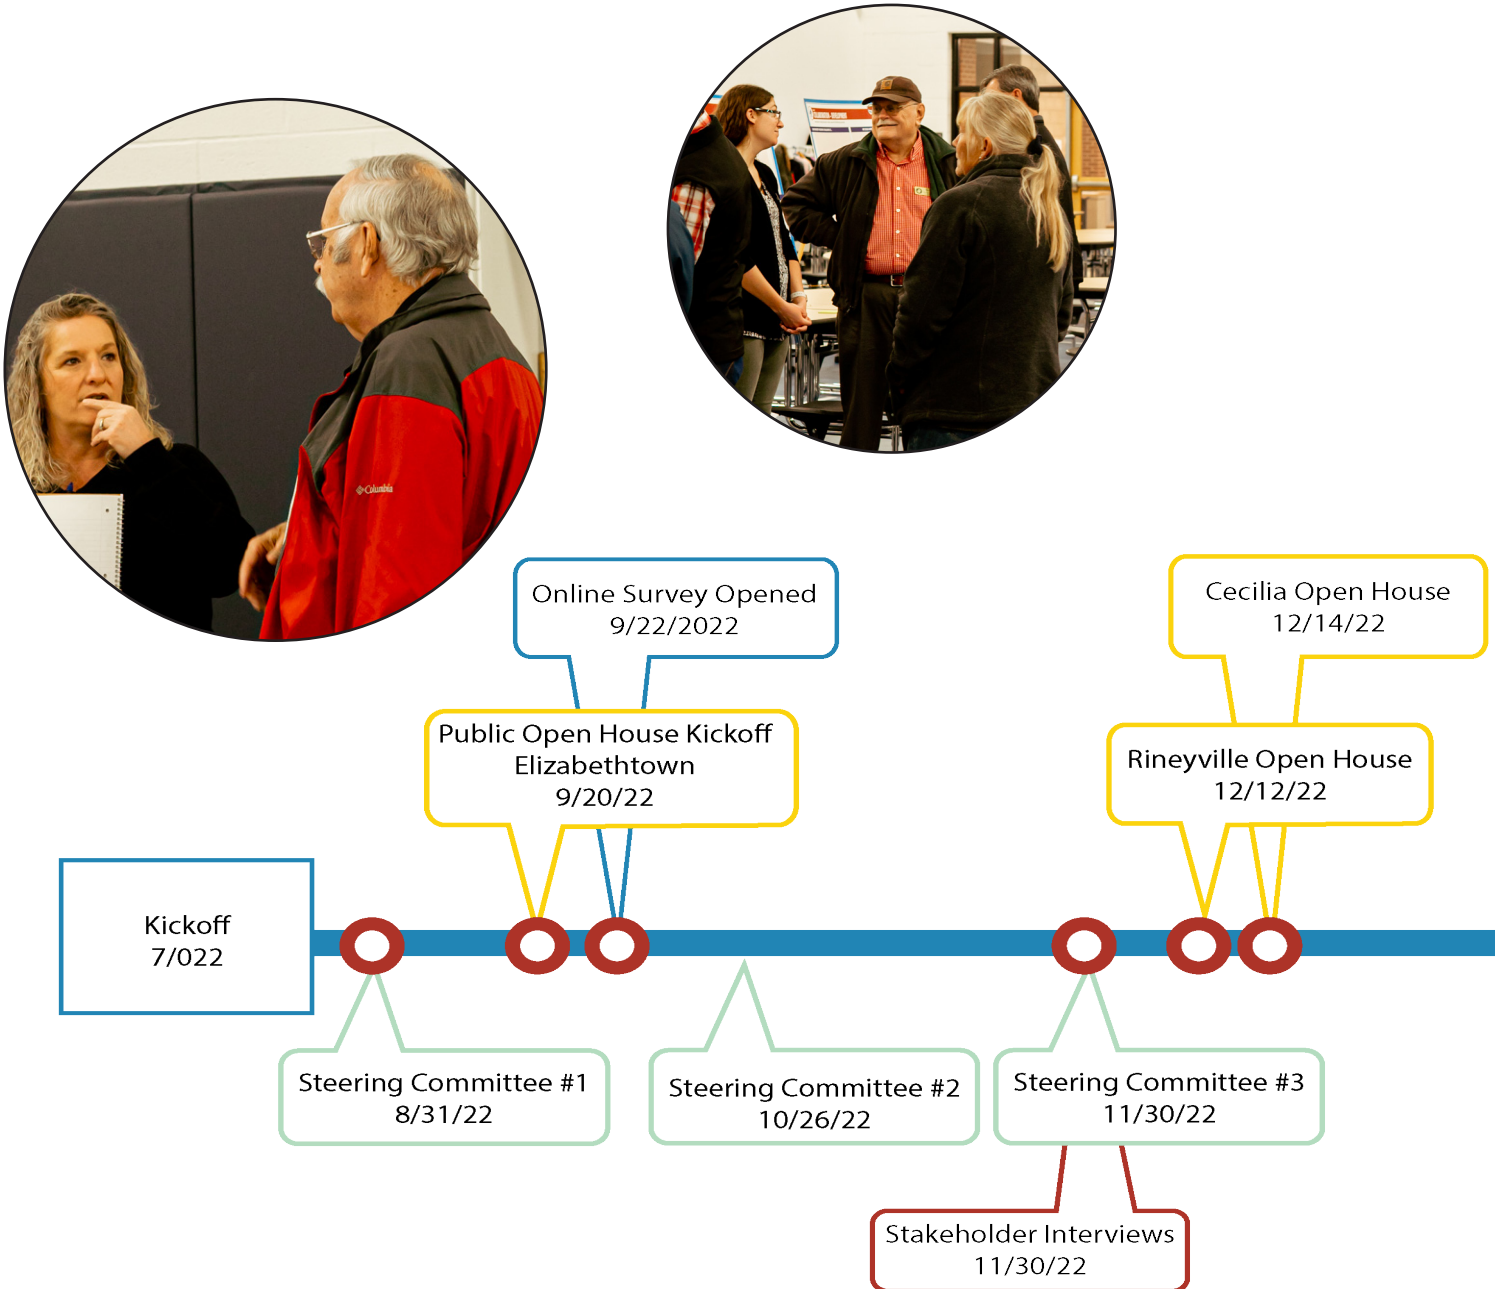 Columbia
Online Survey Opened
9/22/2022
Cecilia Open House
12/14/22
Public Open House Kickoff
Elizabethtown
9/20/22
Rineyville Open House
12/12/22
Kickoff
7/022
Steering Committee #1
8/31/22
Steering Committee #2
10/26/22
Steering Committee #3
11/30/22
Stakeholder Interviews
11/30/22